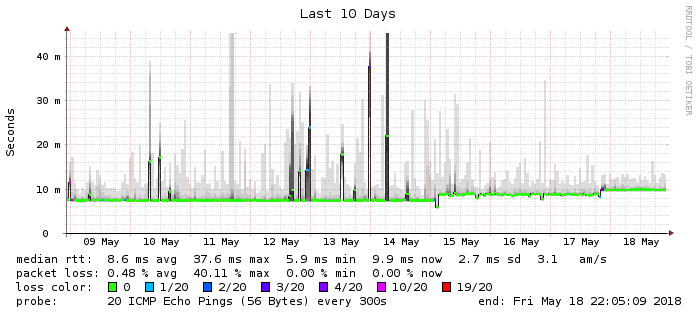 Last 10 Days
RRDTOOL / TOBI OETIKER
Seconds
40 m
30 m
20 m
10 m
0
09 May 10 May 11 May 12 May 13 May 14 May 15 May 16 May 17 May 18 May
median rtt: 8.6 ms avg 37.6 ms max 5.9 ms min 9.9 ms now 2.7 ms sd 3.1 am/s
packet loss: 0.48 % avg 40.11 % max 0.00 % min 0.00 % now
loss color: 0 1/20 2/20 3/20 4/20 10/20 19/20
probe: 20 ICMP Echo Pings (56 Bytes) every 300s end: Fri May 18 22:05:09 2018